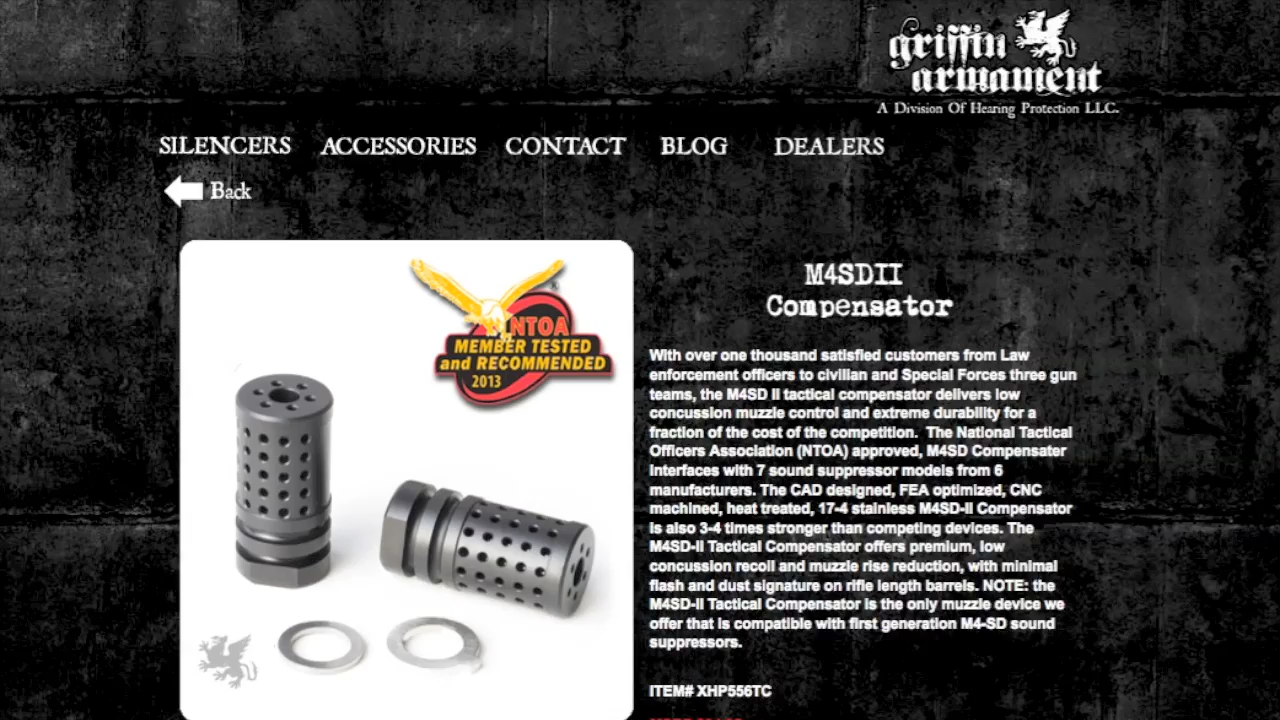 griffin
armament
A Division Of Hearing Protection LLC.
SILENCERS ACCESSORIES CONTACT BLOG DEALERS
Back
NTOA
MEMBER TESTED
and RECOMMENDED
2013
M4SDII
Compensator
With over one thousand satisfied customers from Law
enforcement officers to civilian and Special Forces three gun
teams, the M4SD II tactical compensator delivers low
concussion muzzle control and extreme durability for a
fraction of the cost of the competition. The National Tactical
Officers Association (NTOA) approved, M4SD Compensater
interfaces with 7 sound suppressor models from 6
manufacturers. The CAD designed, FEA optimized, CNC
machined, heat treated, 17-4 stainless M4SD-II Compensator
is also 3-4 times stronger than competing devices. The
M4SD-II Tactical Compensator offers premium, low
concussion recoil and muzzle rise reduction, with minimal
flash and dust signature on rifle length barrels. NOTE: the
M4SD-II Tactical Compensator is the only muzzle device we
offer that is compatible with first generation M4-SD sound
suppressors.
ITEM# XHP556TC